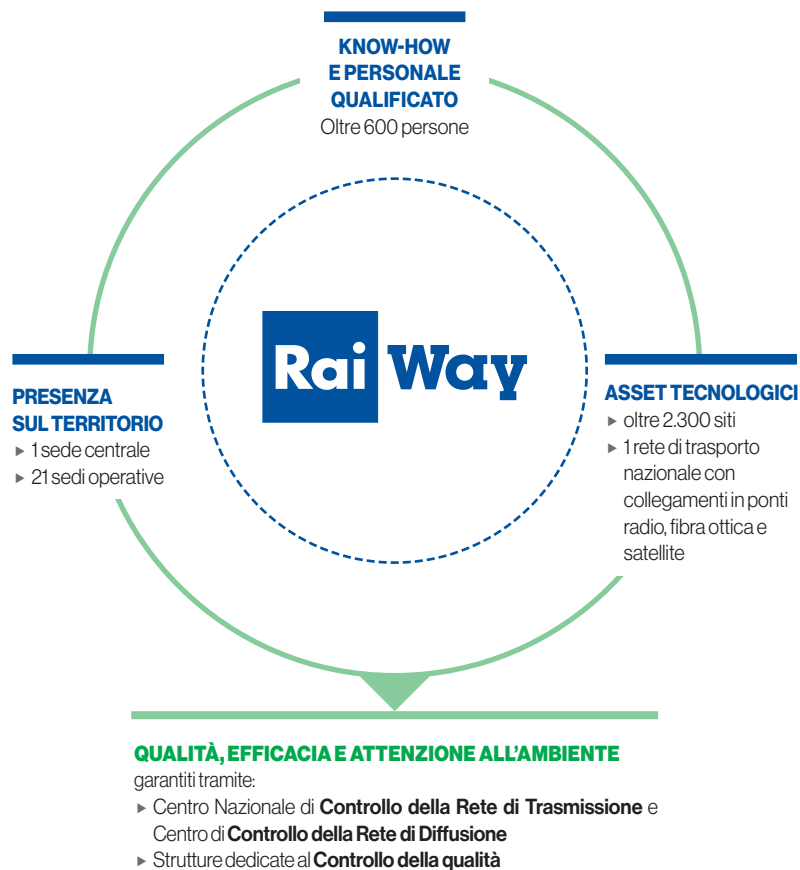 KNOW-HOW
E PERSONALE
QUALIFICATO
Oltre 600 persone
Rai Way
PRESENZA
SUL TERRITORIO
▸ 1 sede centrale
▸ 21 sedi operative
ASSET TECNOLOGICI
▸ oltre 2.300 siti
▸ 1 rete di trasporto
nazionale con
collegamenti in ponti
radio, fibra ottica e
satellite
QUALITÀ, EFFICACIA E ATTENZIONE ALL'AMBIENTE
garantiti tramite:
▸ Centro Nazionale di Controllo della Rete di Trasmissione e
Centro di Controllo della Rete di Diffusione
▸ Strutture dedicate al Controllo della qualità